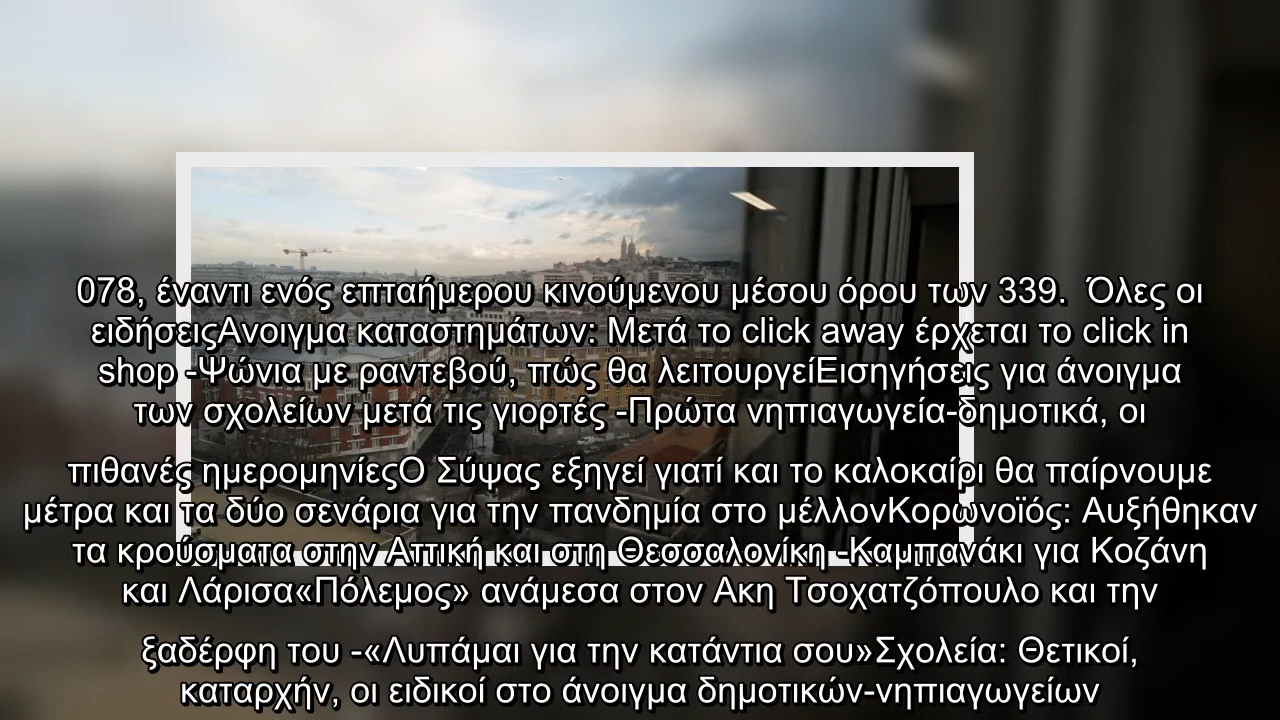 078, έναντι ενός επταήμερου κινούμενου μέσου όρου των 339.  Όλες οι
ειδήσειςΑνοιγμα καταστημάτων: Μετά το click away έρχεται το click in
shop -Ψώνια με ραντεβού, πώς θα λειτουργείΕισηγήσεις για άνοιγμα
των σχολείων μετά τις γιορτές -Πρώτα νηπιαγωγεία-δημοτικά, οι
πιθανές ημερομηνίεςΟ Σύψας εξηγεί γιατί και το καλοκαίρι θα παίρνουμε
μέτρα και τα δύο σενάρια για την πανδημία στο μέλλονΚορωνοϊός: Αυξήθηκαν
τα κρούσματα στην Αττική και στη Θεσσαλονίκη -Καμπανάκι για Κοζάνη
και Λάρισα«Πόλεμος» ανάμεσα στον Ακη Τσοχατζόπουλο και την
ξαδέρφη του -«Λυπάμαι για την κατάντια σου»Σχολεία: Θετικοί,
καταρχήν, οι ειδικοί στο άνοιγμα δημοτικών-νηπιαγωγείων